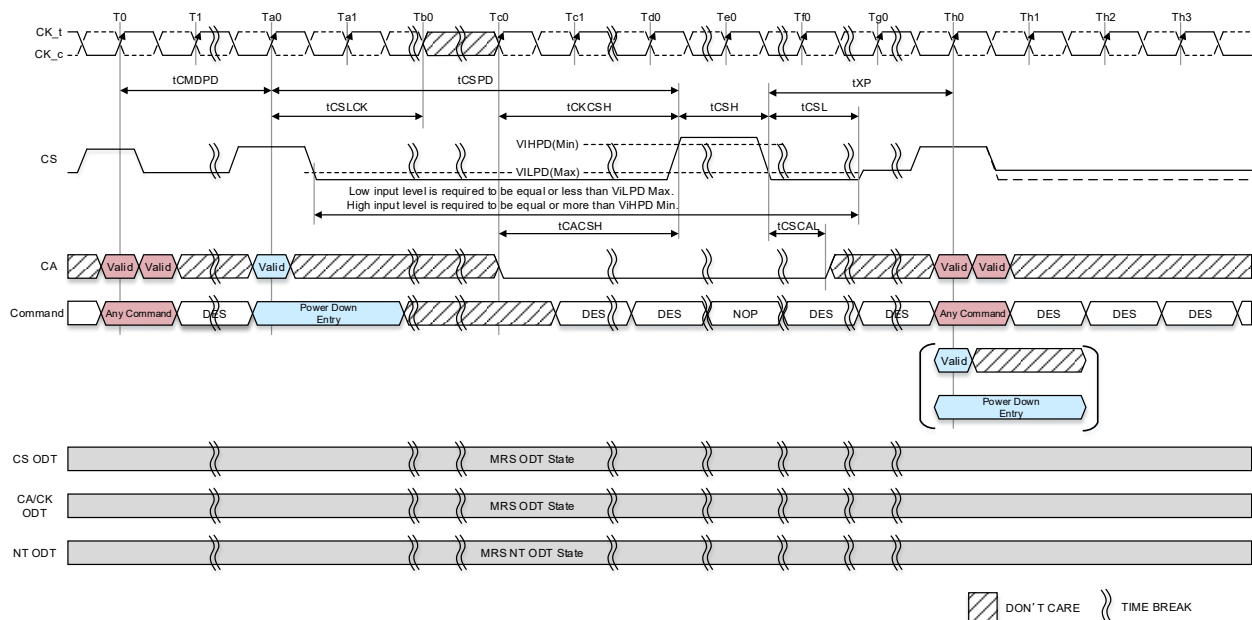 T0 T1 Ta0 Ta1 Tb0 Tc0 Tc1 Td0 Te0 Tf0 Tg0 Th0 Th1 Th2 Th3
CK_t
CK_c
tCMDPD tCSPD tXP
tCSLCK tCKCSH tCSH tCSL
VIHPD(Min)
CS
VILPD(Max)
Low input level is required to be equal or less than ViLPD Max.
High input level is required to be equal or more than ViHPD Min.
tCACSH tCSCAL
CA Valid Valid Valid Valid Valid
Command Any Command DES Power Down Entry DES DES NOP DES DES Any Command DES DES DES
Valid
Power Down
Entry
CS ODT MRS ODT State
CA/CK
ODT MRS ODT State
NT ODT MRS NT ODT State
DON'T CARE TIME BREAK